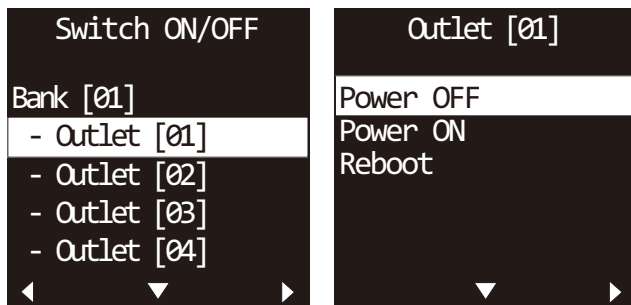 Switch ON/OFF
Bank [01]
- Outlet [01]
- Outlet [02]
- Outlet [03]
- Outlet [04]
Outlet [01]
Power OFF
Power ON
Reboot